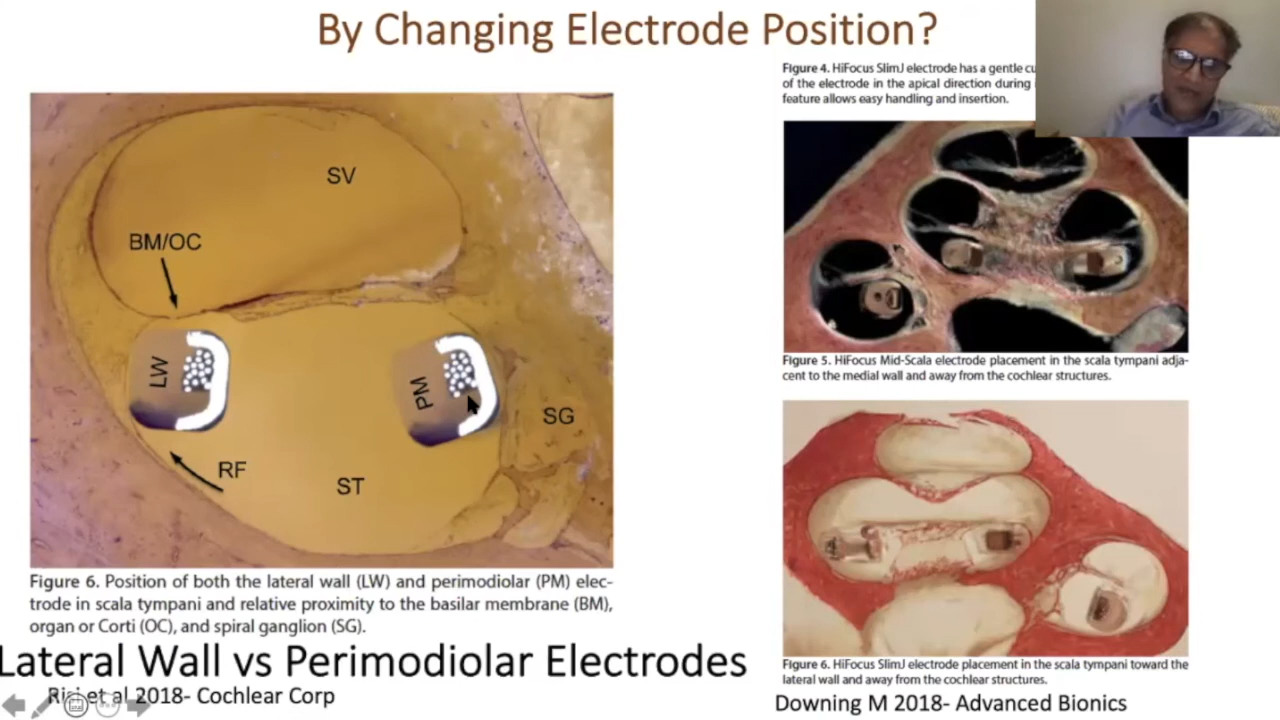 By Changing Electrode Position?
SV
BM/OC
LW
PM
SG
RF
ST
Figure 6. Position of both the lateral wall (LW) and perimodiolar (PM) elec-
trode in scala tympani and relative proximity to the basilar membrane (BM),
organ or Corti (OC), and spiral ganglion (SG).
Lateral Wall vs Perimodiolar Electrodes
et al 2018- Cochlear Corp
Figure 4. HiFocus SlimJ electrode has a gentle
of the electrode in the apical direction during
feature allows easy handling and insertion.
Figure 5. HiFocus Mid-Scala electrode placement in the scala tympani adja-
cent to the medial wall and away from the cochlear structures.
Figure 6. HiFocus SlimJ electrode placement in the scala tympani toward the
lateral wall and away from the cochlear structures.
Downing M 2018- Advanced Bionics